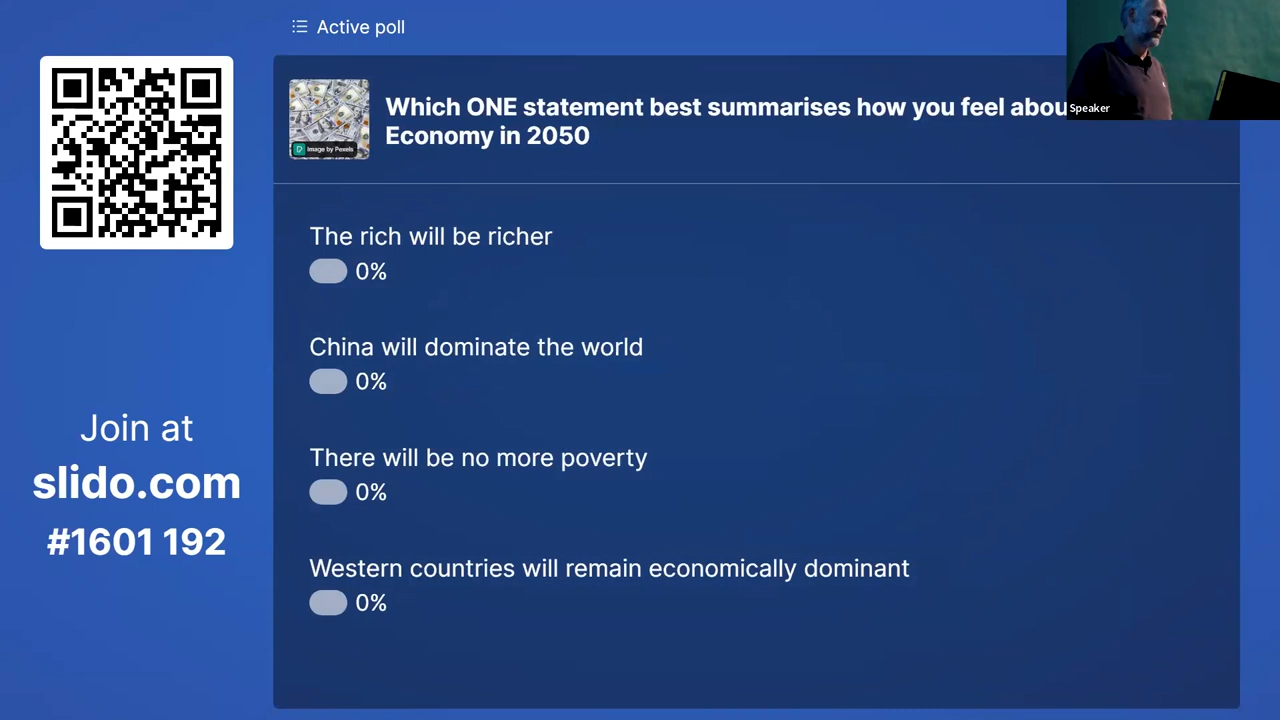 Active poll
Speaker
Image by Pexels
Which ONE statement best summarises how you feel
Economy in 2050
The rich will be richer
0%
China will dominate the world
0%
There will be no more poverty
0%
Western countries will remain economically dominant
0%
Join at
slido.com
#1601 192